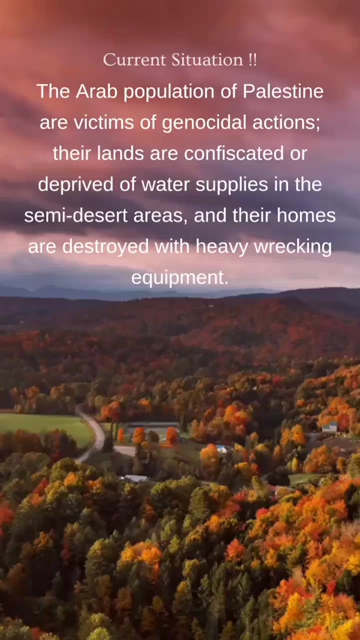 Current Situation !!
The Arab population of Palestine
are victims of genocidal actions;
their lands are confiscated or
deprived of water supplies in the
semi-desert areas, and their homes
are destroyed with heavy wrecking
equipment.